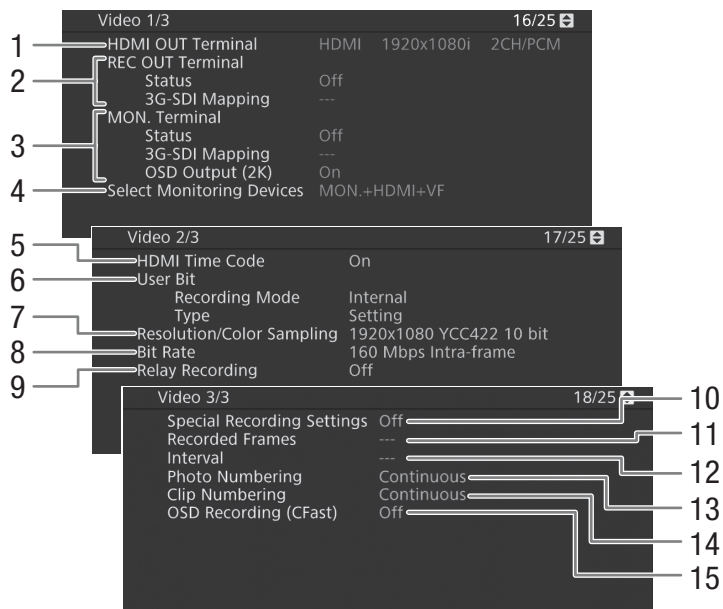 Video 1/3 16/25
1 HDMI OUT Terminal HDMI 1920x1080i 2CH/PCM
2 REC OUT Terminal
Status Off
3G-SDI Mapping ---
3 MON. Terminal
Status Off
3G-SDI Mapping ---
OSD Output (2K) On
4 Select Monitoring Devices MON.+HDMI+VF
Video 2/3 17/25
5 HDMI Time Code On
6 User Bit
Recording Mode Internal
Type Setting
7 Resolution/Color Sampling 1920x1080 YCC422 10 bit
8 Bit Rate 160 Mbps Intra-frame
9 Relay Recording Off
Video 3/3 18/25
Special Recording Settings Off 10
Recorded Frames --- 11
Interval --- 12
Photo Numbering Continuous 13
Clip Numbering Continuous 14
OSD Recording (CFast) Off 15